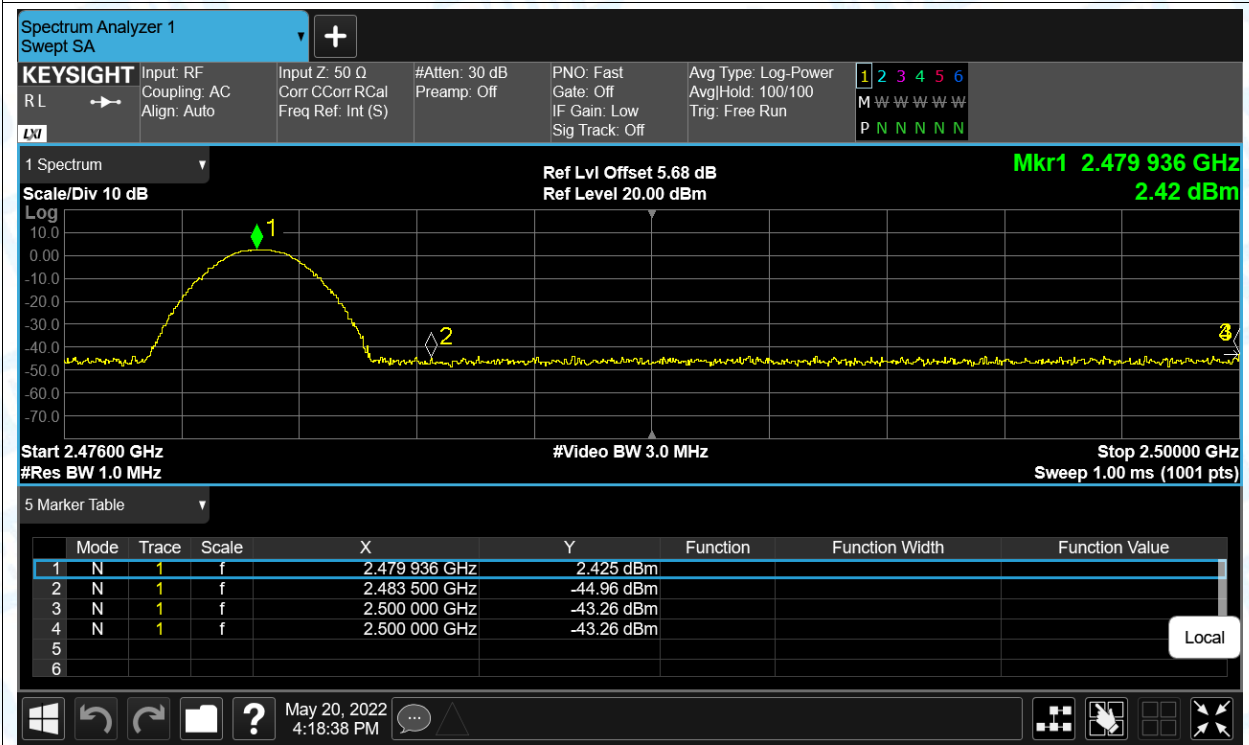 Spectrum Analyzer 1
Swept SA
KEYSIGHT
R L
LXI
Input: RF
Coupling: AC
Align: Auto
Input Z: 50 Ω
Corr CCorr RCal
Freq Ref: Int (S)
#Atten: 30 dB
Preamp: Off
PNO: Fast
Gate: Off
IF Gain: Low
Sig Track: Off
Avg Type: Log-Power
Avg|Hold: 100/100
Trig: Free Run
1 2 3 4 5 6
M W W W W W
P N N N N N
1 Spectrum
Scale/Div 10 dB
Ref Lvl Offset 5.68 dB
Ref Level 20.00 dBm
Mkr1 2.479 936 GHz
2.42 dBm
Log
10.0
0.00
-10.0
-20.0
-30.0
-40.0
-50.0
-60.0
-70.0
1
2
Start 2.47600 GHz
#Video BW 3.0 MHz
Stop 2.50000 GHz
#Res BW 1.0 MHz
Sweep 1.00 ms (1001 pts)
5 Marker Table
Mode Trace Scale X Y Function Function Width Function Value
1 N 1 f 2.479 936 GHz 2.425 dBm
2 N 1 f 2.483 500 GHz -44.96 dBm
3 N 1 f 2.500 000 GHz -43.26 dBm
4 N 1 f 2.500 000 GHz -43.26 dBm
5
6
Local
?
May 20, 2022
4:18:38 PM